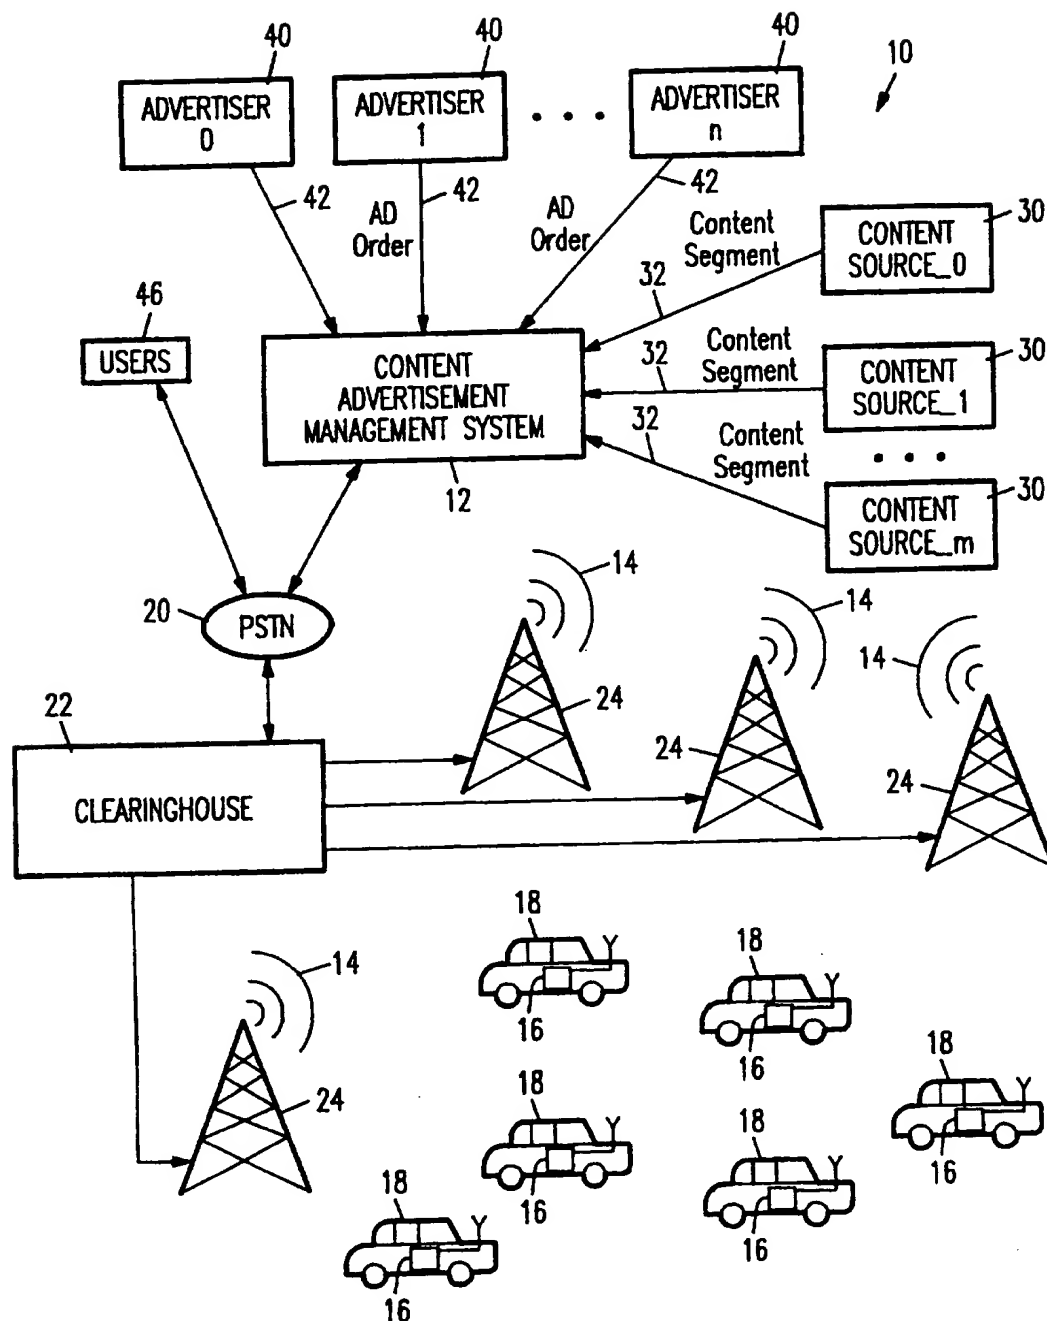 40
40
40
10
ADVERTISER
0
ADVERTISER
1
ADVERTISER
n
42
42
42
AD
Order
AD
Order
Content
Segment
30
CONTENT
SOURCE_0
32
46
USERS
CONTENT
ADVERTISEMENT
MANAGEMENT SYSTEM
12
32
Content
Segment
30
CONTENT
SOURCE_1
32
Content
Segment
30
CONTENT
SOURCE_m
20
PSTN
14
14
14
24
24
24
22
CLEARINGHOUSE
14
24
18
16
18
16
18
16
18
16
18
16
18
16